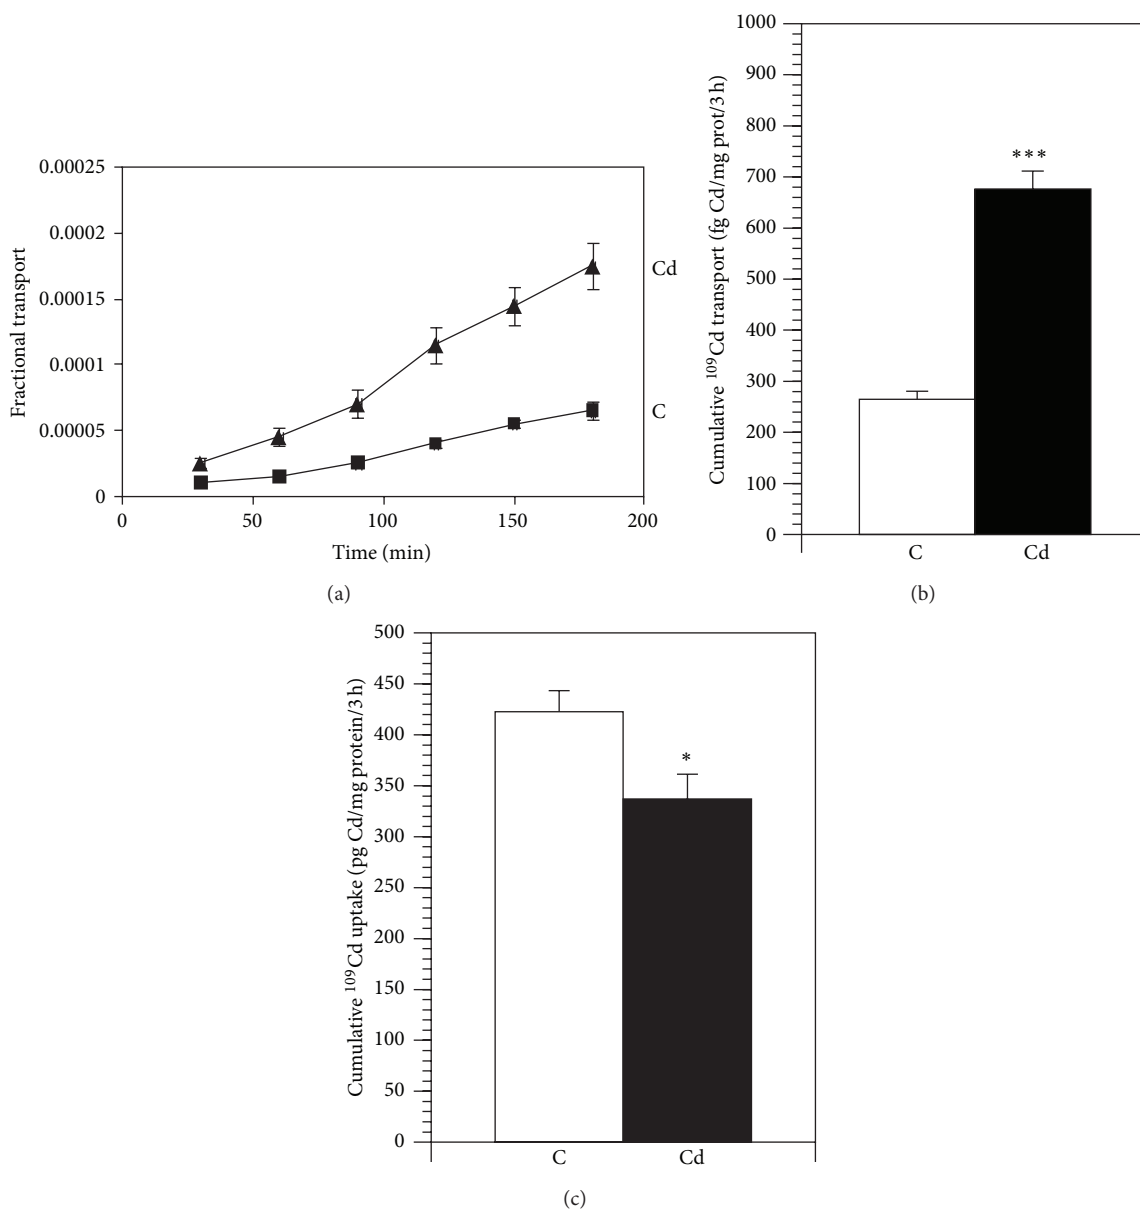 0.00025
0.0002
0.00015
0.0001
0.00005
0
0
50
100
150
200
Fractional transport
Time (min)
Cd
C
(a)
1000
900
800
700
600
500
400
300
200
100
0
Cumulative ¹⁰⁹Cd transport (fg Cd/mg prot/3 h)
***
C
Cd
(b)
500
450
400
350
300
250
200
150
100
50
0
Cumulative ¹⁰⁹Cd uptake (pg Cd/mg protein/3 h)
*
C
Cd
(c)